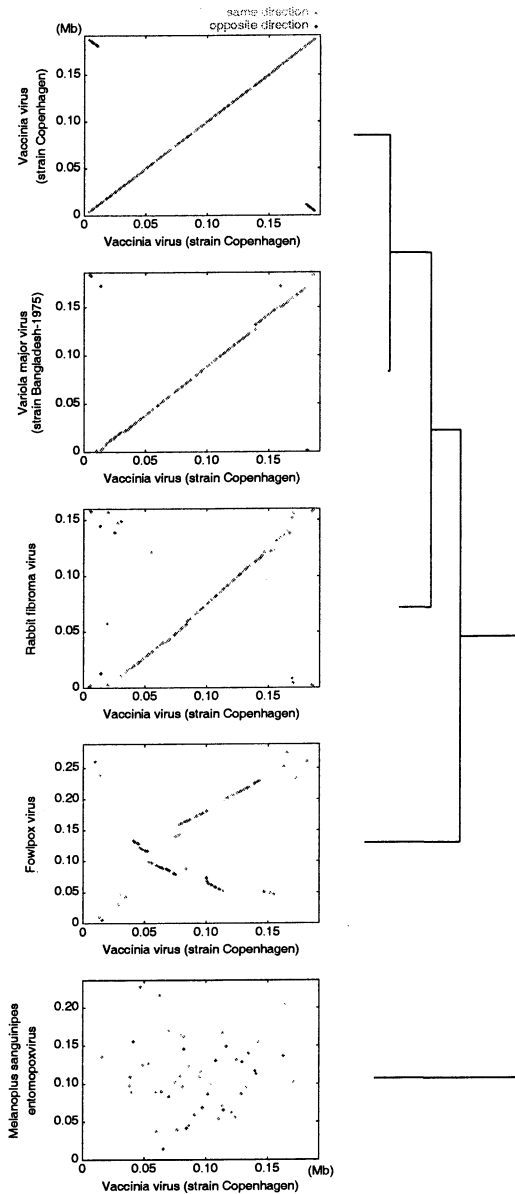 same direction
opposite direction
(Mb)
0.15
0.10
0.05
0
0 0.05 0.10 0.15
Vaccinia virus (strain Copenhagen)
Vaccinia virus
(strain Copenhagen)
0.15
0.10
0.05
0
0 0.05 0.10 0.15
Vaccinia virus (strain Copenhagen)
Variola major virus
(strain Bangladesh-1975)
0.15
0.10
0.05
0
0 0.05 0.10 0.15
Vaccinia virus (strain Copenhagen)
Rabbit fibroma virus
0.25
0.20
0.15
0.10
0.05
0
0 0.05 0.10 0.15
Vaccinia virus (strain Copenhagen)
Fowlpox virus
0.20
0.15
0.10
0.05
0
0 0.05 0.10 0.15 (Mb)
Vaccinia virus (strain Copenhagen)
Melanoplus sanguinipes
entomopoxvirus